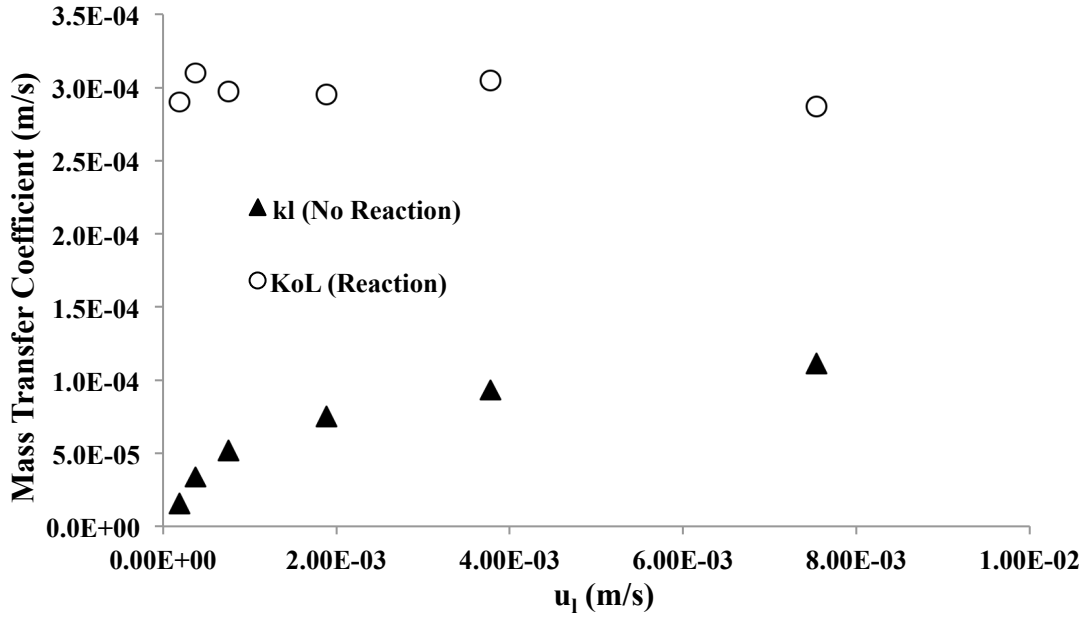 3.5E-04
3.0E-04
2.5E-04
2.0E-04
1.5E-04
1.0E-04
5.0E-05
0.0E+00
Mass Transfer Coefficient (m/s)
kl (No Reaction)
KoL (Reaction)
0.00E+00 2.00E-03 4.00E-03 6.00E-03 8.00E-03 1.00E-02
u_l (m/s)